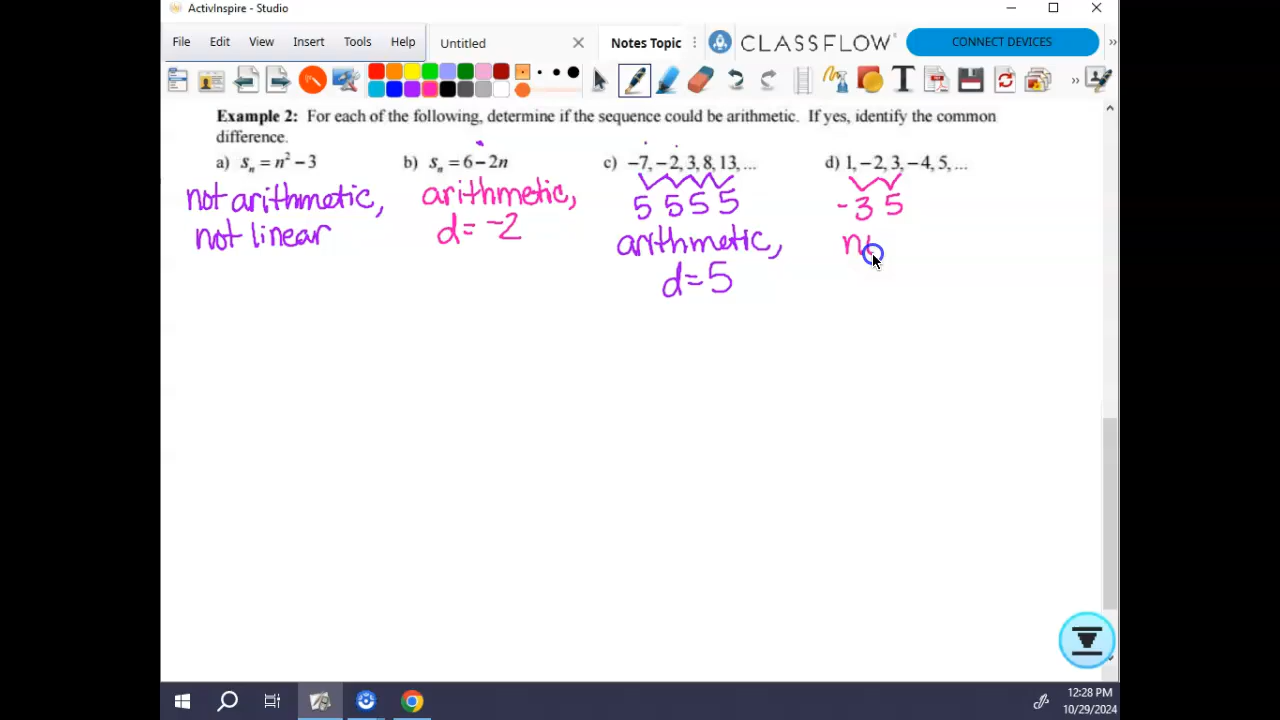 ActivInspire - Studio
File Edit View Insert Tools Help Untitled Notes Topic CLASSFLOW CONNECT DEVICES
Example 2: For each of the following, determine if the sequence could be arithmetic. If yes, identify the common
difference.
a) sₙ = n² − 3 b) sₙ = 6 − 2n c) −7, −2, 3, 8, 13, ... d) 1, −2, 3, −4, 5, ...
not arithmetic, arithmetic, 5 5 5 5 -3 5
not linear d = -2 arithmetic,
d = 5
12:28 PM
10/29/2024